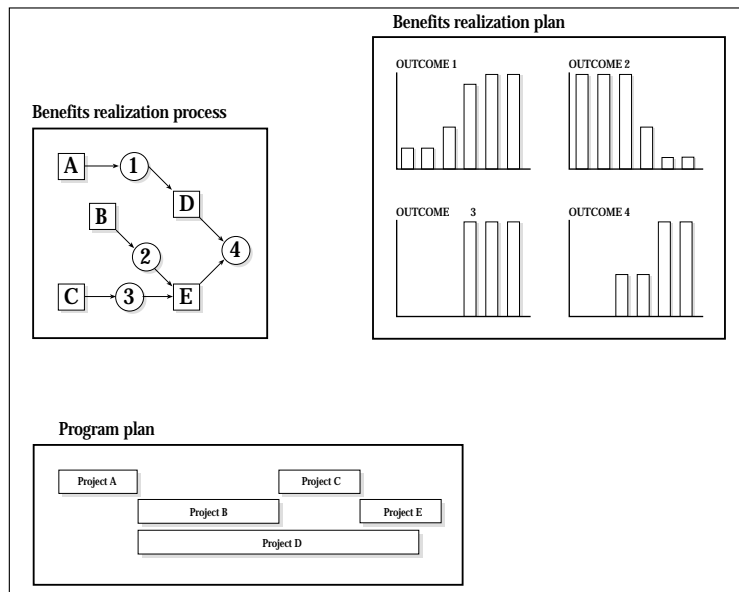 Benefits realization plan
OUTCOME 1
OUTCOME 2
OUTCOME 3
OUTCOME 4
Benefits realization process
A
1
B
D
2
4
C
3
E
Program plan
Project A
Project C
Project B
Project E
Project D